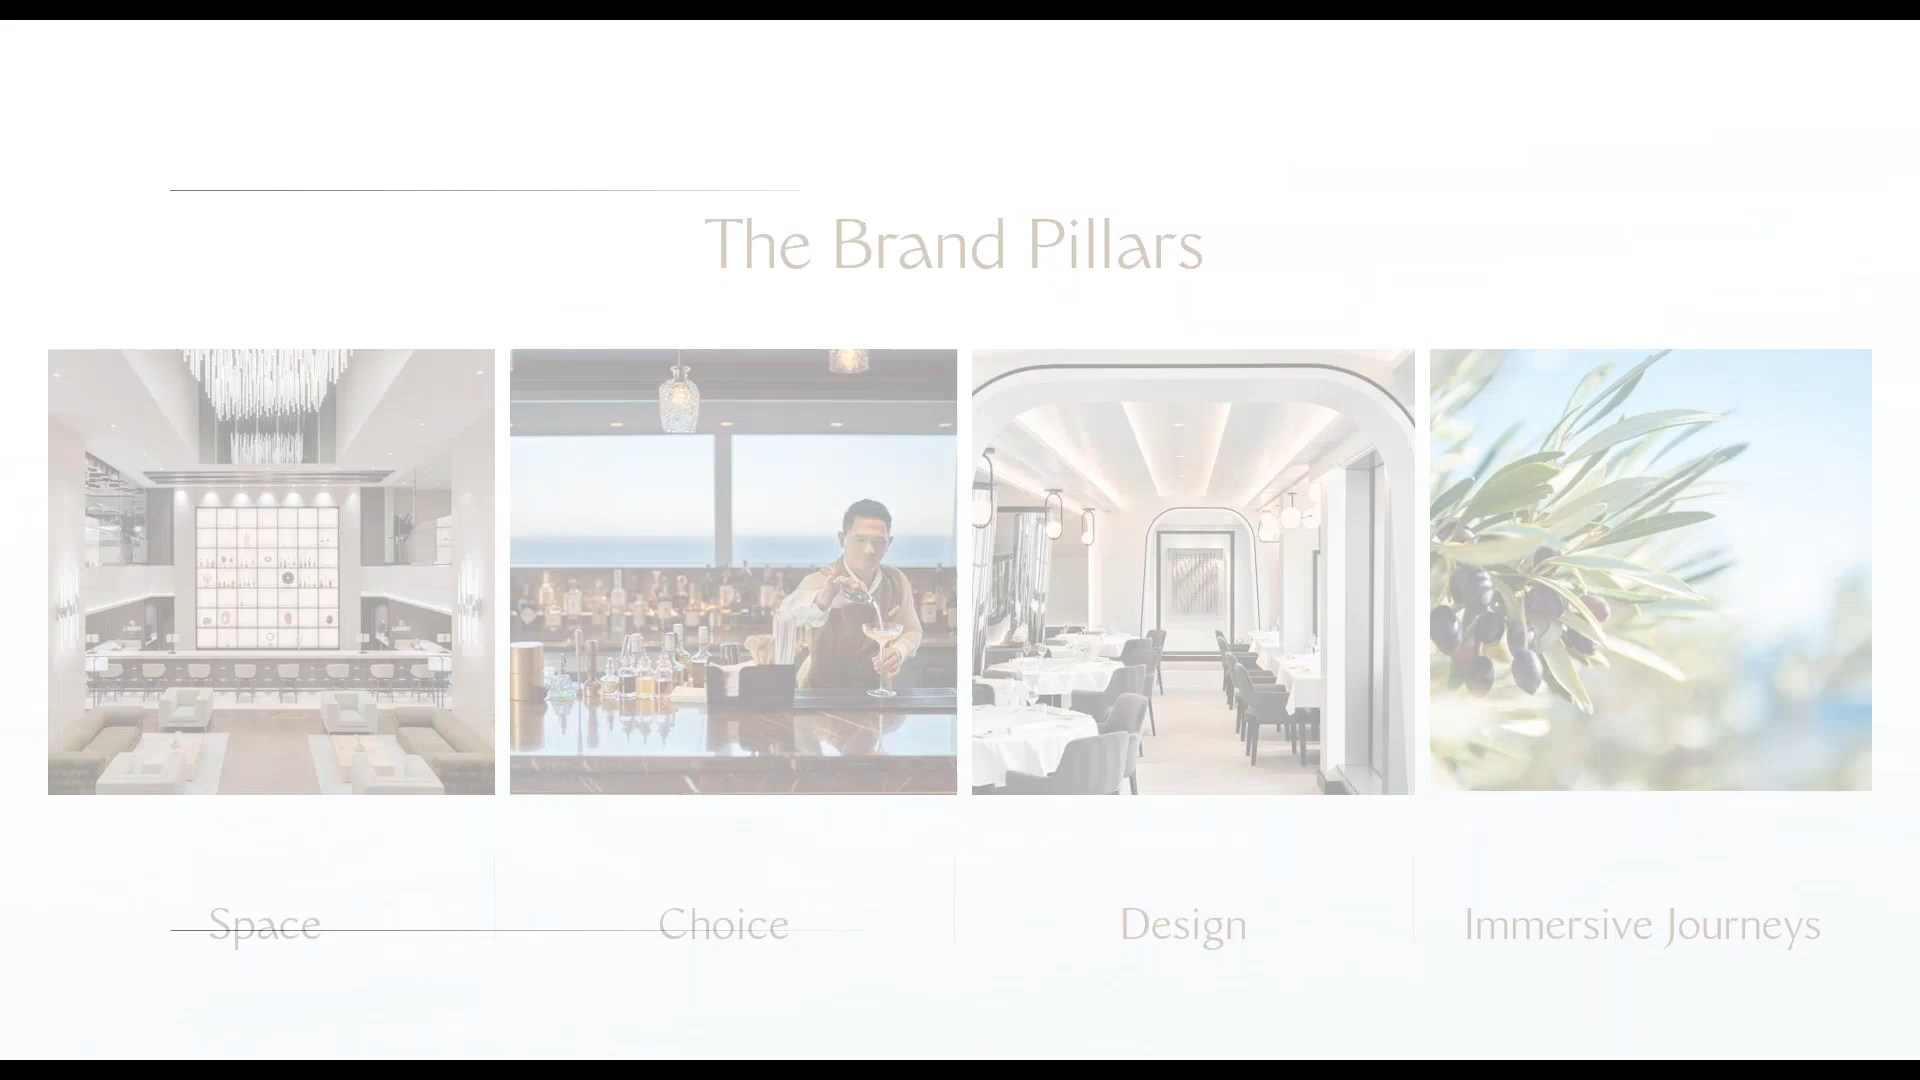 The Brand Pillars
Space
Choice
Design
Immersive Journeys